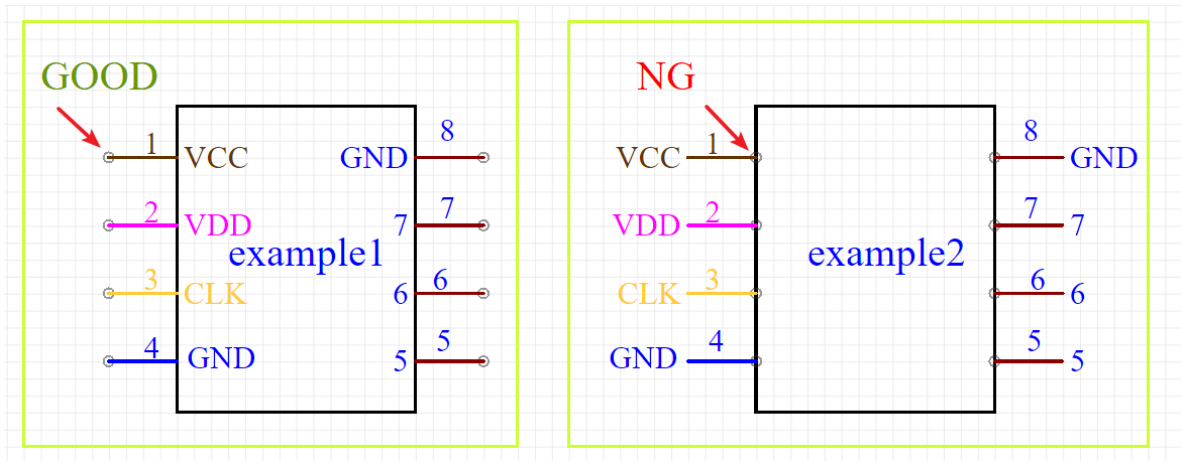 GOOD
1 VCC
2 VDD
3 CLK
4 GND
example1
GND 8
7 7
6 6
5 5
NG
VCC 1
VDD 2
CLK 3
GND 4
example2
8 GND
7 7
6 6
5 5